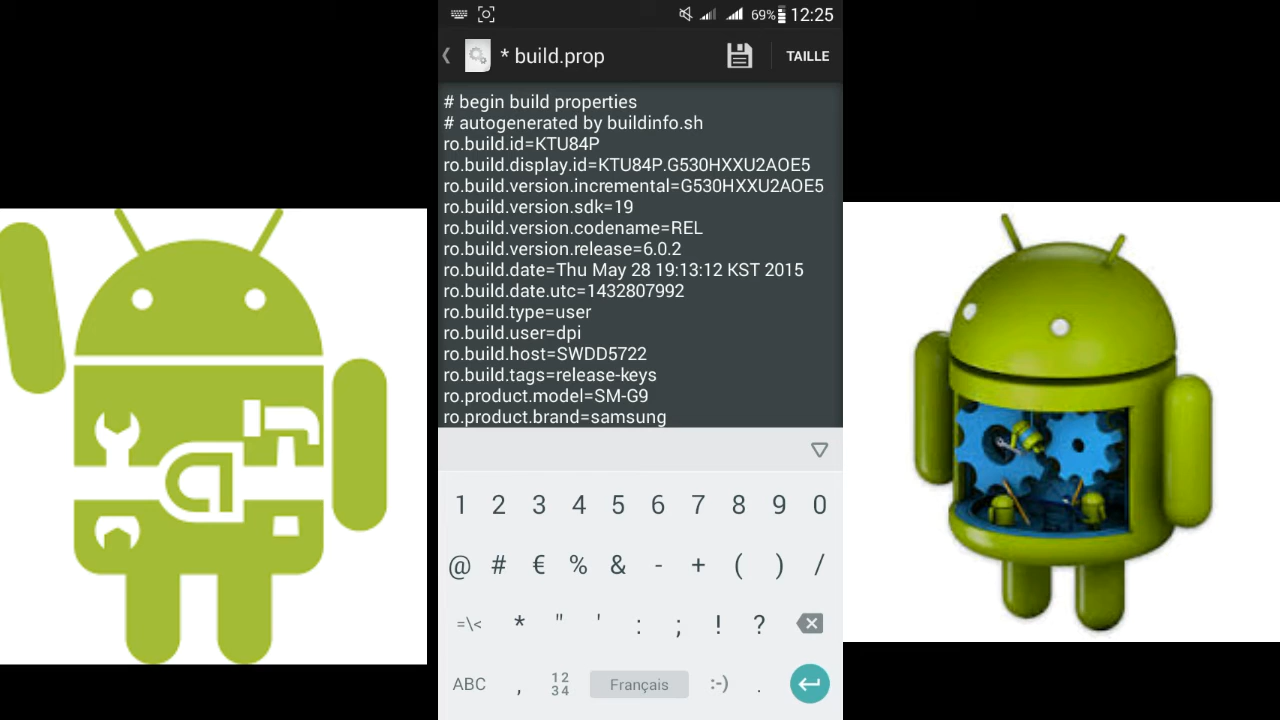 69% 12:25
* build.prop
TAILLE
# begin build properties
# autogenerated by buildinfo.sh
ro.build.id=KTU84P
ro.build.display.id=KTU84P.G530HXXU2AOE5
ro.build.version.incremental=G530HXXU2AOE5
ro.build.version.sdk=19
ro.build.version.codename=REL
ro.build.version.release=6.0.2
ro.build.date=Thu May 28 19:13:12 KST 2015
ro.build.date.utc=1432807992
ro.build.type=user
ro.build.user=dpi
ro.build.host=SWDD5722
ro.build.tags=release-keys
ro.product.model=SM-G9
ro.product.brand=samsung
1 2 3 4 5 6 7 8 9 0
@ # € % & - + ( ) /
=\< * " ' : ; ! ?
ABC , 12 34 Français :-) .